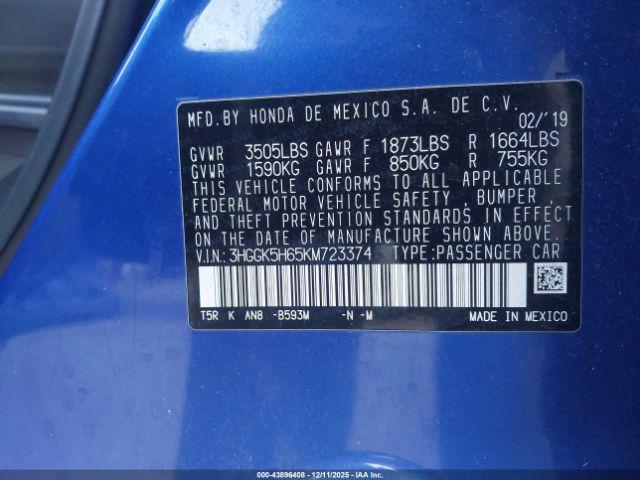 MFD.BY HONDA DE MEXICO S.A. DE C.V.
02/'19
GVWR 3505LBS GAWR F 1873LBS R 1664LBS
GVWR 1590KG GAWR F 850KG R 755KG
THIS VEHICLE CONFORMS TO ALL APPLICABLE
FEDERAL MOTOR VEHICLE SAFETY , BUMPER ,
AND THEFT PREVENTION STANDARDS IN EFFECT
ON THE DATE OF MANUFACTURE SHOWN ABOVE.
V.I.N: 3HGGK5H65KM723374 TYPE:PASSENGER CAR
T5R K AN8 -B593M -N -M MADE IN MEXICO
000-43896408 - 12/11/2025 - IAAI.com